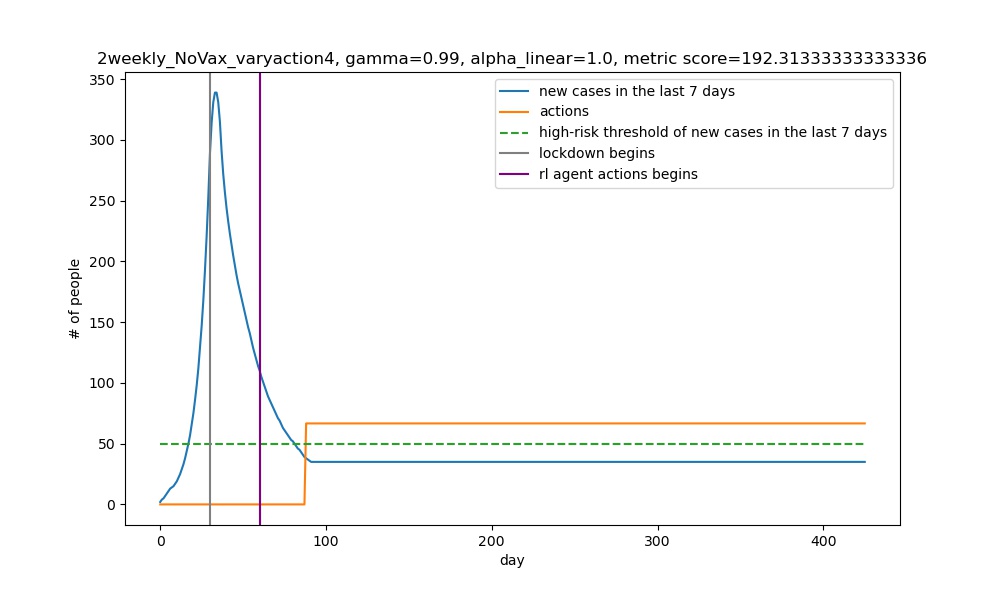 2weekly_NoVax_varyaction4, gamma=0.99, alpha_linear=1.0, metric score=192.31333333333336
new cases in the last 7 days
actions
high-risk threshold of new cases in the last 7 days
lockdown begins
rl agent actions begins
# of people
350
300
250
200
150
100
50
0
0
100
200
300
400
day